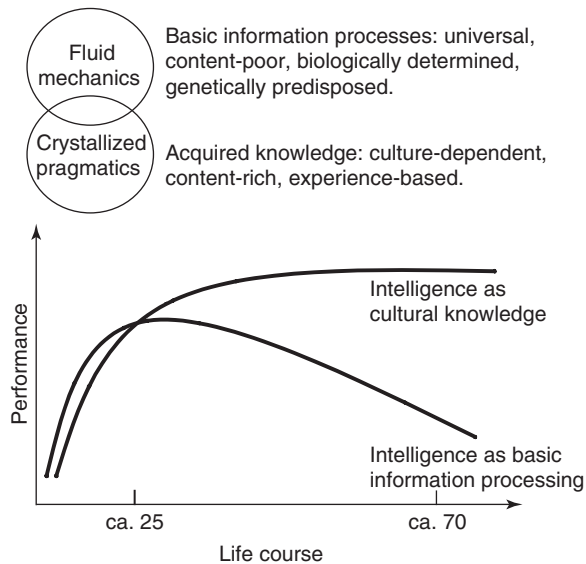 Fluid
mechanics
Basic information processes: universal,
content-poor, biologically determined,
genetically predisposed.
Crystallized
pragmatics
Acquired knowledge: culture-dependent,
content-rich, experience-based.
Performance
Intelligence as
cultural knowledge
Intelligence as basic
information processing
ca. 25
ca. 70
Life course